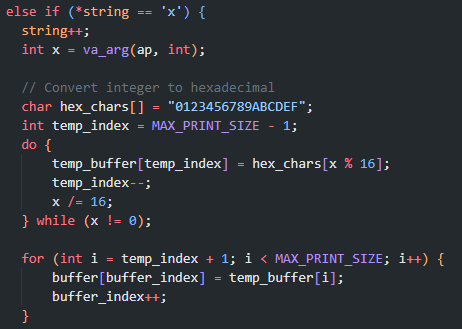 else if (*string == 'x') {
string++;
int x = va_arg(ap, int);
// Convert integer to hexadecimal
char hex_chars[] = "0123456789ABCDEF";
int temp_index = MAX_PRINT_SIZE - 1;
do {
temp_buffer[temp_index] = hex_chars[x % 16];
temp_index--;
x /= 16;
} while (x != 0);
for (int i = temp_index + 1; i < MAX_PRINT_SIZE; i++) {
buffer[buffer_index] = temp_buffer[i];
buffer_index++;
}